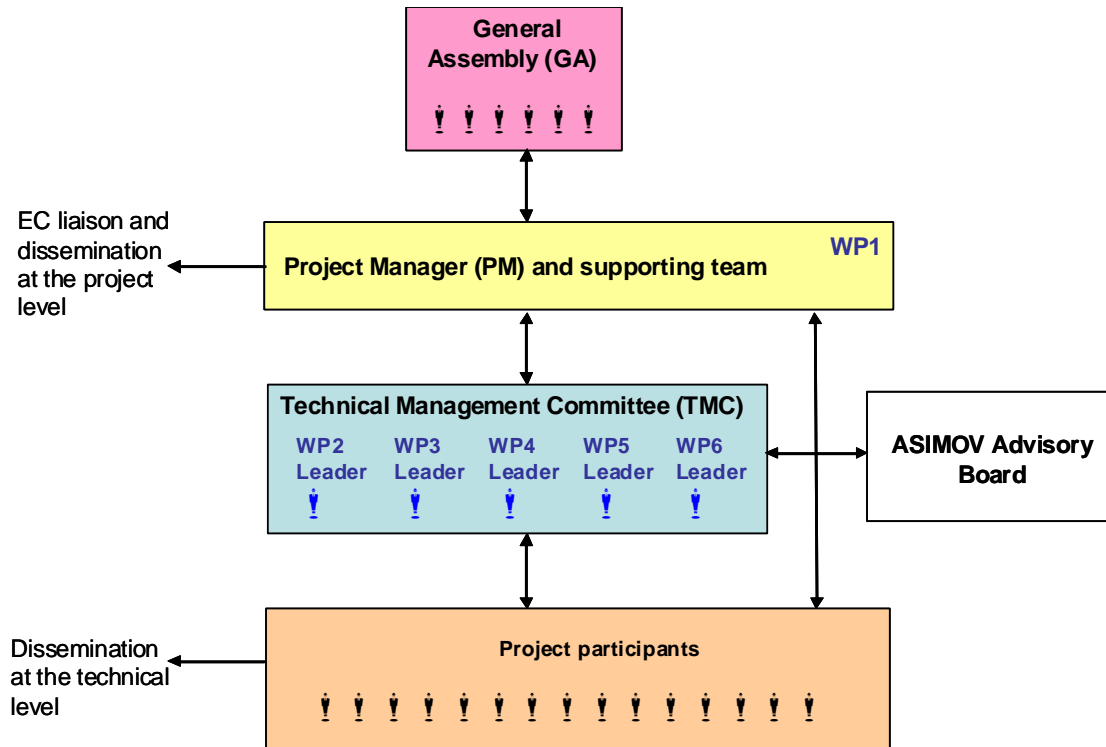 General
Assembly (GA)
EC liaison and
dissemination
at the project
level
WP1
Project Manager (PM) and supporting team
Technical Management Committee (TMC)
WP2 WP3 WP4 WP5 WP6
Leader Leader Leader Leader Leader
ASIMOV Advisory
Board
Dissemination
at the technical
level
Project participants